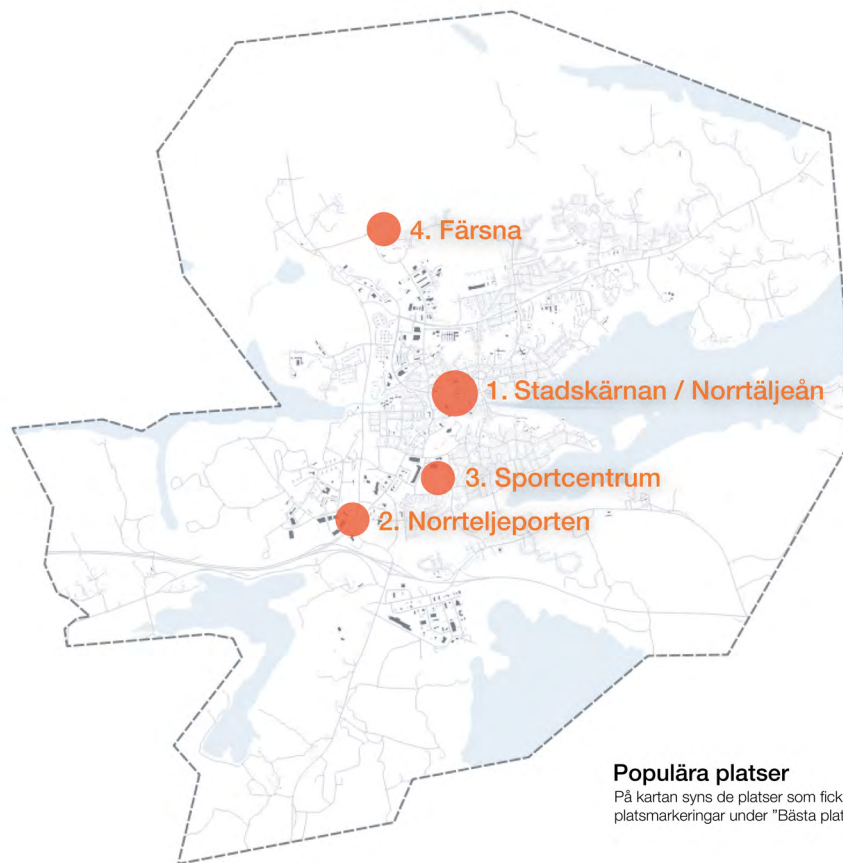 4. Färsna
1. Stadskärnan / Norrtäljeån
3. Sportcentrum
2. Norrteljeporten
Populära platser
På kartan syns de platser som fick
platsmarkeringar under "Bästa